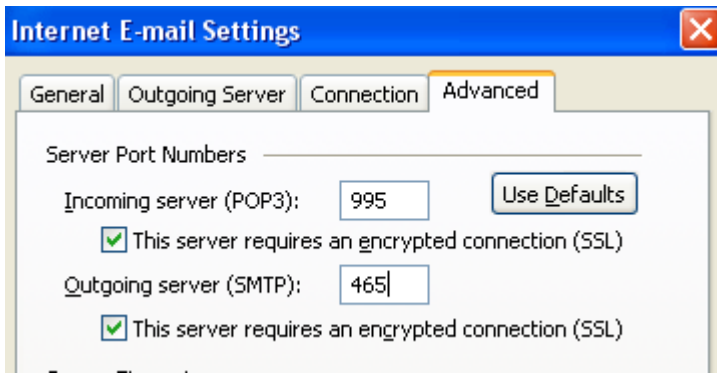 Internet E-mail Settings
General Outgoing Server Connection Advanced
Server Port Numbers
Incoming server (POP3): 995 Use Defaults
This server requires an encrypted connection (SSL)
Outgoing server (SMTP): 465
This server requires an encrypted connection (SSL)